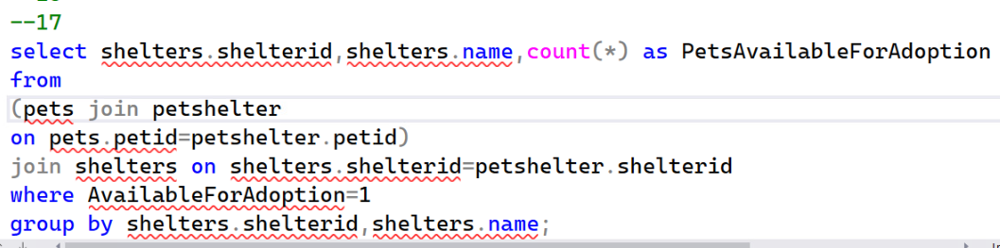 --17
select shelters.shelterid,shelters.name,count(*) as PetsAvailableForAdoption
from
(pets join petshelter
on pets.petid=petshelter.petid)
join shelters on shelters.shelterid=petshelter.shelterid
where AvailableForAdoption=1
group by shelters.shelterid,shelters.name;